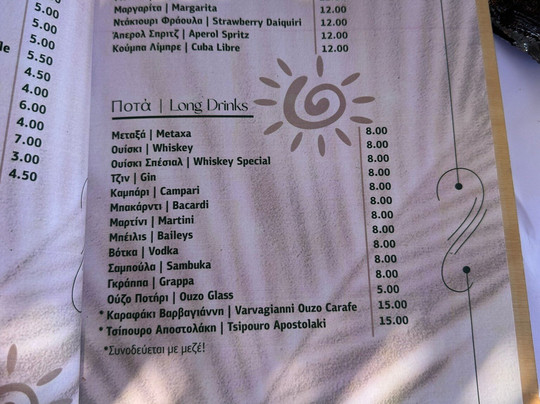 5.00
5.00
5.50
4.50
4.00
6.00
4.00
7.00
3.00
4.50
Μαργαρίτα | Margarita 12.00
Ντάκιουρι Φράουλα | Strawberry Daiquiri 12.00
Άπερολ Σπριτζ | Aperol Spritz 12.00
Κούμπα Λίμπρε | Cuba Libre 12.00
Ποτά | Long Drinks
Μεταξά | Metaxa 8.00
Ουίσκι | Whiskey 8.00
Ουίσκι Σπέσιαλ | Whiskey Special 8.00
Τζιν | Gin 8.00
Καμπάρι | Campari 8.00
Μπακάρντι | Bacardi 8.00
Μαρτίνι | Martini 8.00
Μπέιλις | Baileys 8.00
Βότκα | Vodka 8.00
Σαμπούλα | Sambuka 8.00
Γκράππα | Grappa 8.00
Ούζο Ποτήρι | Ouzo Glass 5.00
* Καραφάκι Βαρβαγιάννη | Varvagianni Ouzo Carafe 15.00
* Τσίπουρο Αποστολάκη | Tsipouro Apostolaki 15.00
*Συνοδεύεται με μεζέ!